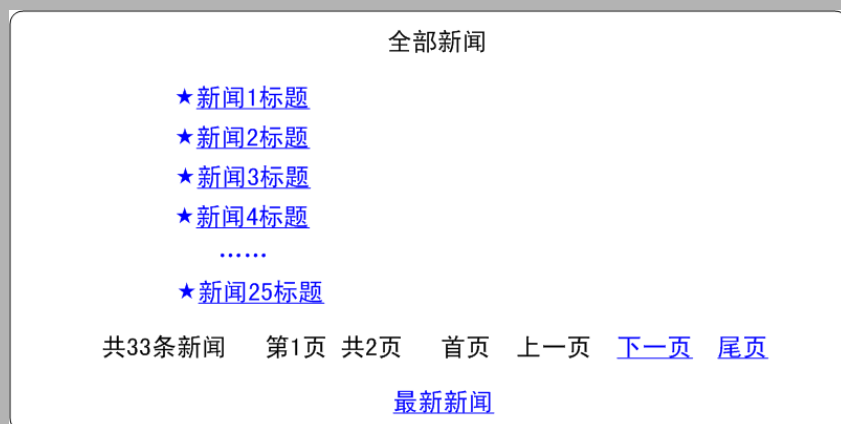 全部新闻
★新闻1标题
★新闻2标题
★新闻3标题
★新闻4标题
……
★新闻25标题
共33条新闻 第1页 共2页 首页 上一页 下一页 尾页
最新新闻